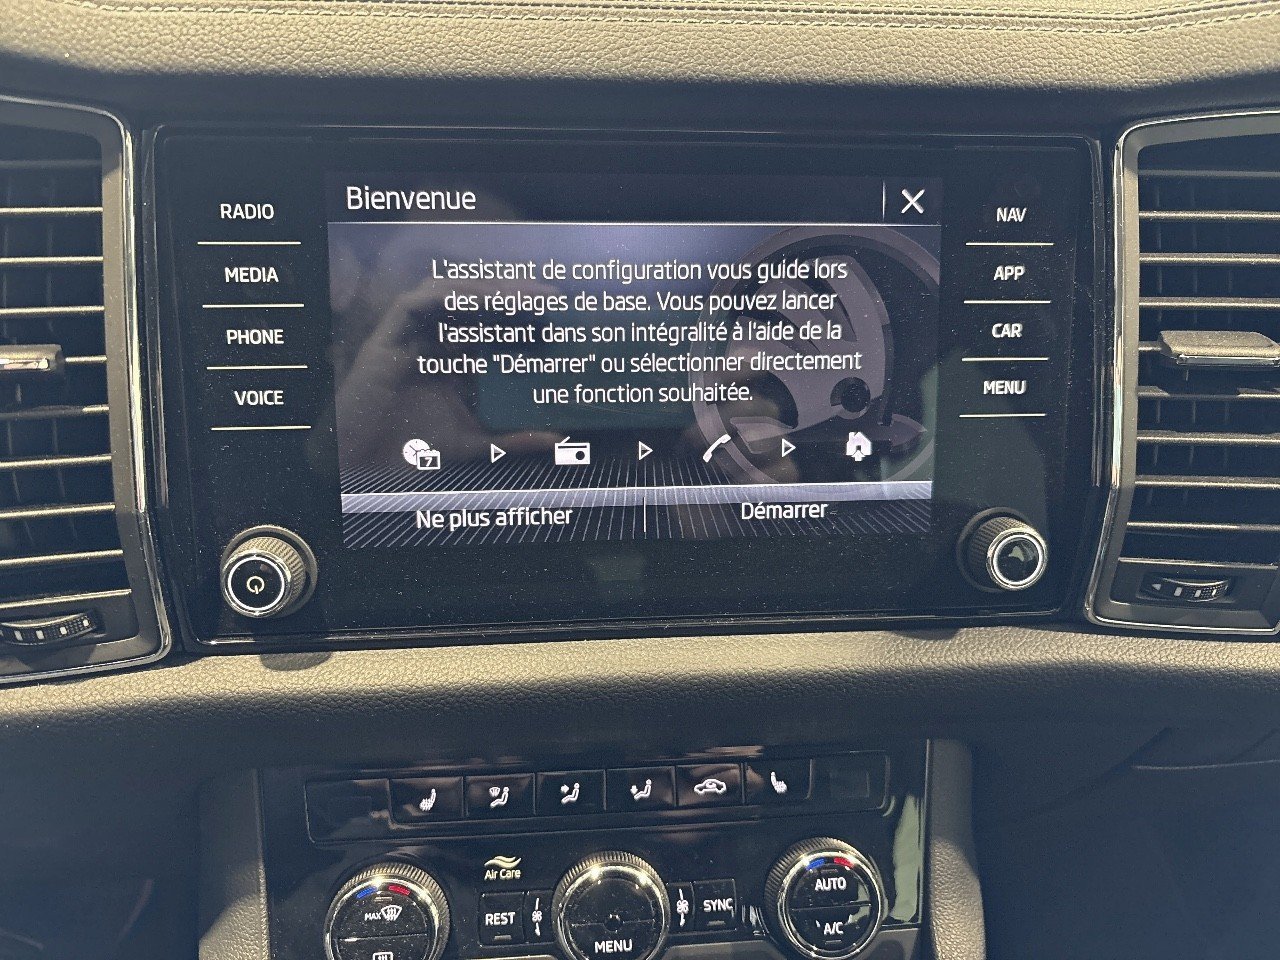 Bienvenue
RADIO
MEDIA
PHONE
VOICE
L'assistant de configuration vous guide lors
des réglages de base. Vous pouvez lancer
l'assistant dans son intégralité à l'aide de la
touche "Démarrer" ou sélectionner directement
une fonction souhaitée.
7
Ne plus afficher
Démarrer
NAV
APP
CAR
MENU
Air Care
MAX
REST
MENU
SYNC
AUTO
A/C